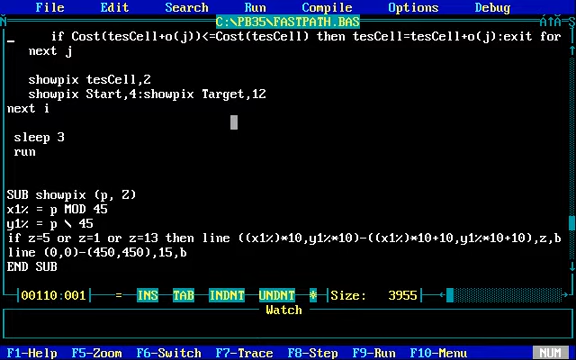 File Edit Search Run Compile Options Debug
C:\PB35\FASTPATH.BAS
if Cost(tesCell+o(j))<=Cost(tesCell) then tesCell=tesCell+o(j):exit for
next j
showpix tesCell,2
showpix Start,4:showpix Target,12
next i
sleep 3
run
SUB showpix (p, Z)
x1% = p MOD 45
y1% = p \ 45
if z=5 or z=1 or z=13 then line ((x1%)*10,y1%*10)-((x1%)*10+10,y1%*10+10),z,b
line (0,0)-(450,450),15,b
END SUB
00110:001 = INS TAB INDNT UNDNT * Size: 3955
Watch
F1-Help F5-Zoom F6-Switch F7-Trace F8-Step F9-Run F10-Menu NUM